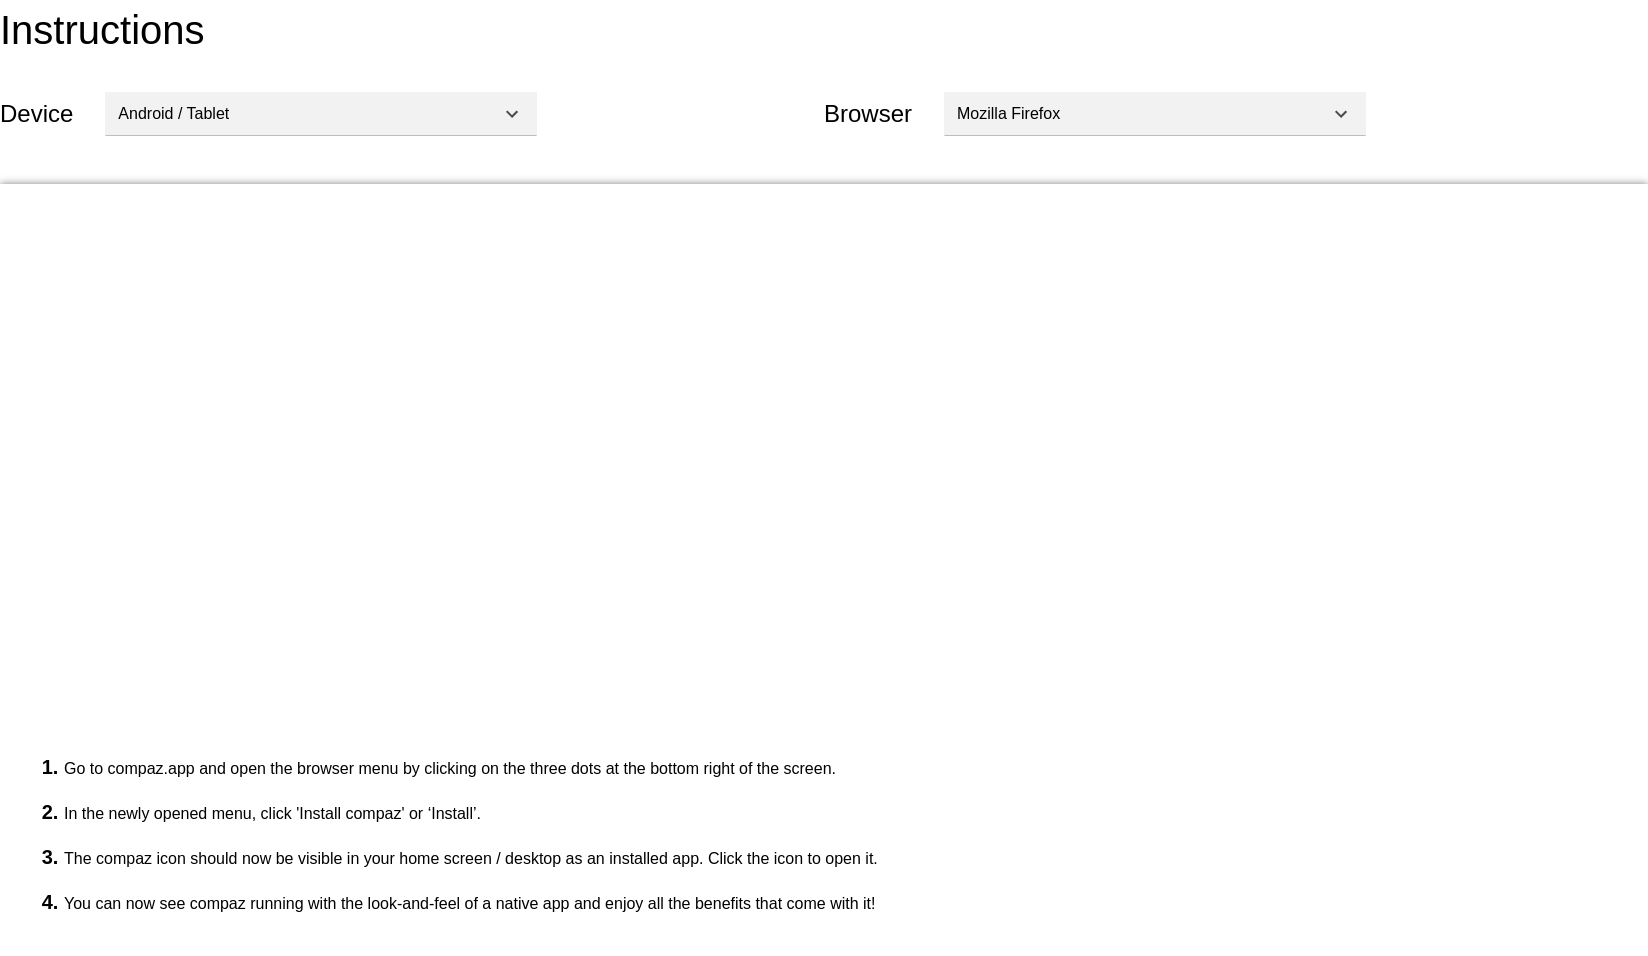 Instructions
Device Android / Tablet Browser Mozilla Firefox
1. Go to compaz.app and open the browser menu by clicking on the three dots at the bottom right of the screen.
2. In the newly opened menu, click 'Install compaz' or ‘Install’.
3. The compaz icon should now be visible in your home screen / desktop as an installed app. Click the icon to open it.
4. You can now see compaz running with the look-and-feel of a native app and enjoy all the benefits that come with it!